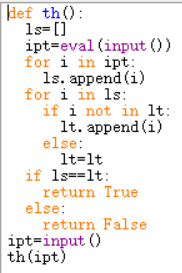 def th():
    ls=[]
    ipt=eval(input())
    for i in ipt:
        ls.append(i)
    for i in ls:
        if i not in lt:
            lt.append(i)
        else:
            lt=lt
    if ls==lt:
        return True
    else:
        return False
ipt=input()
th(ipt)